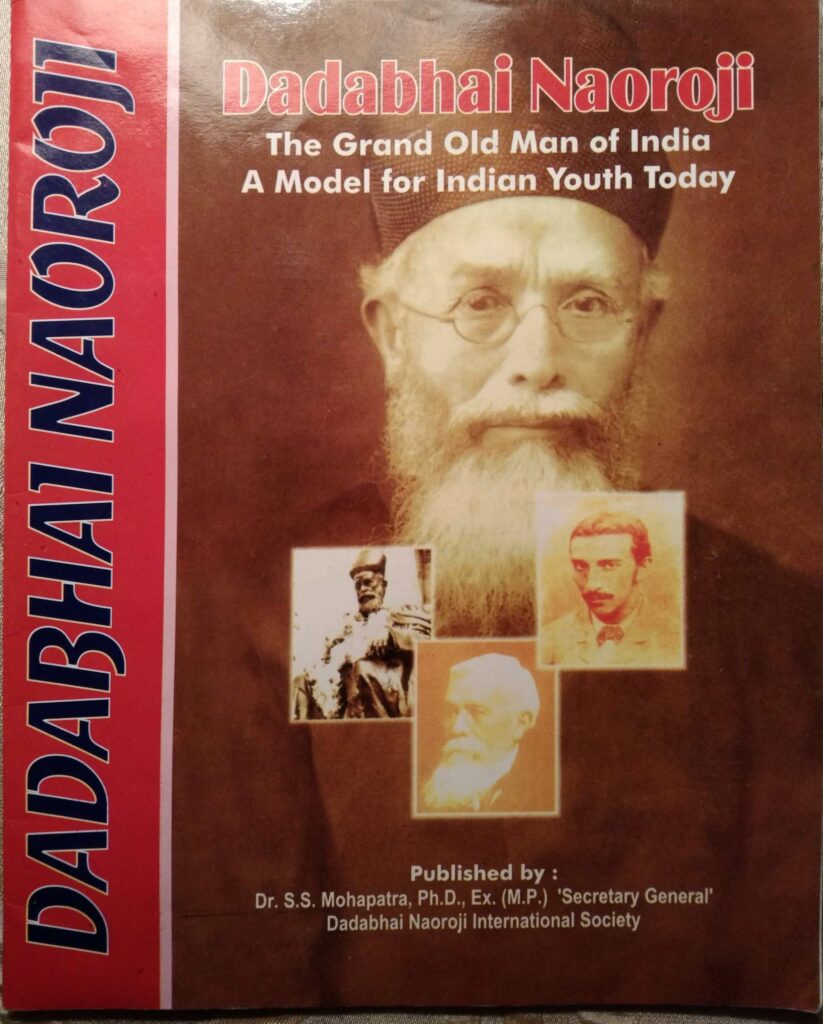 DADABHAI NAOROJI
Dadabhai Naoroji
The Grand Old Man of India
A Model for Indian Youth Today
Published by :
Dr. S.S. Mohapatra, Ph.D., Ex. (M.P.) 'Secretary General'
Dadabhai Naoroji International Society